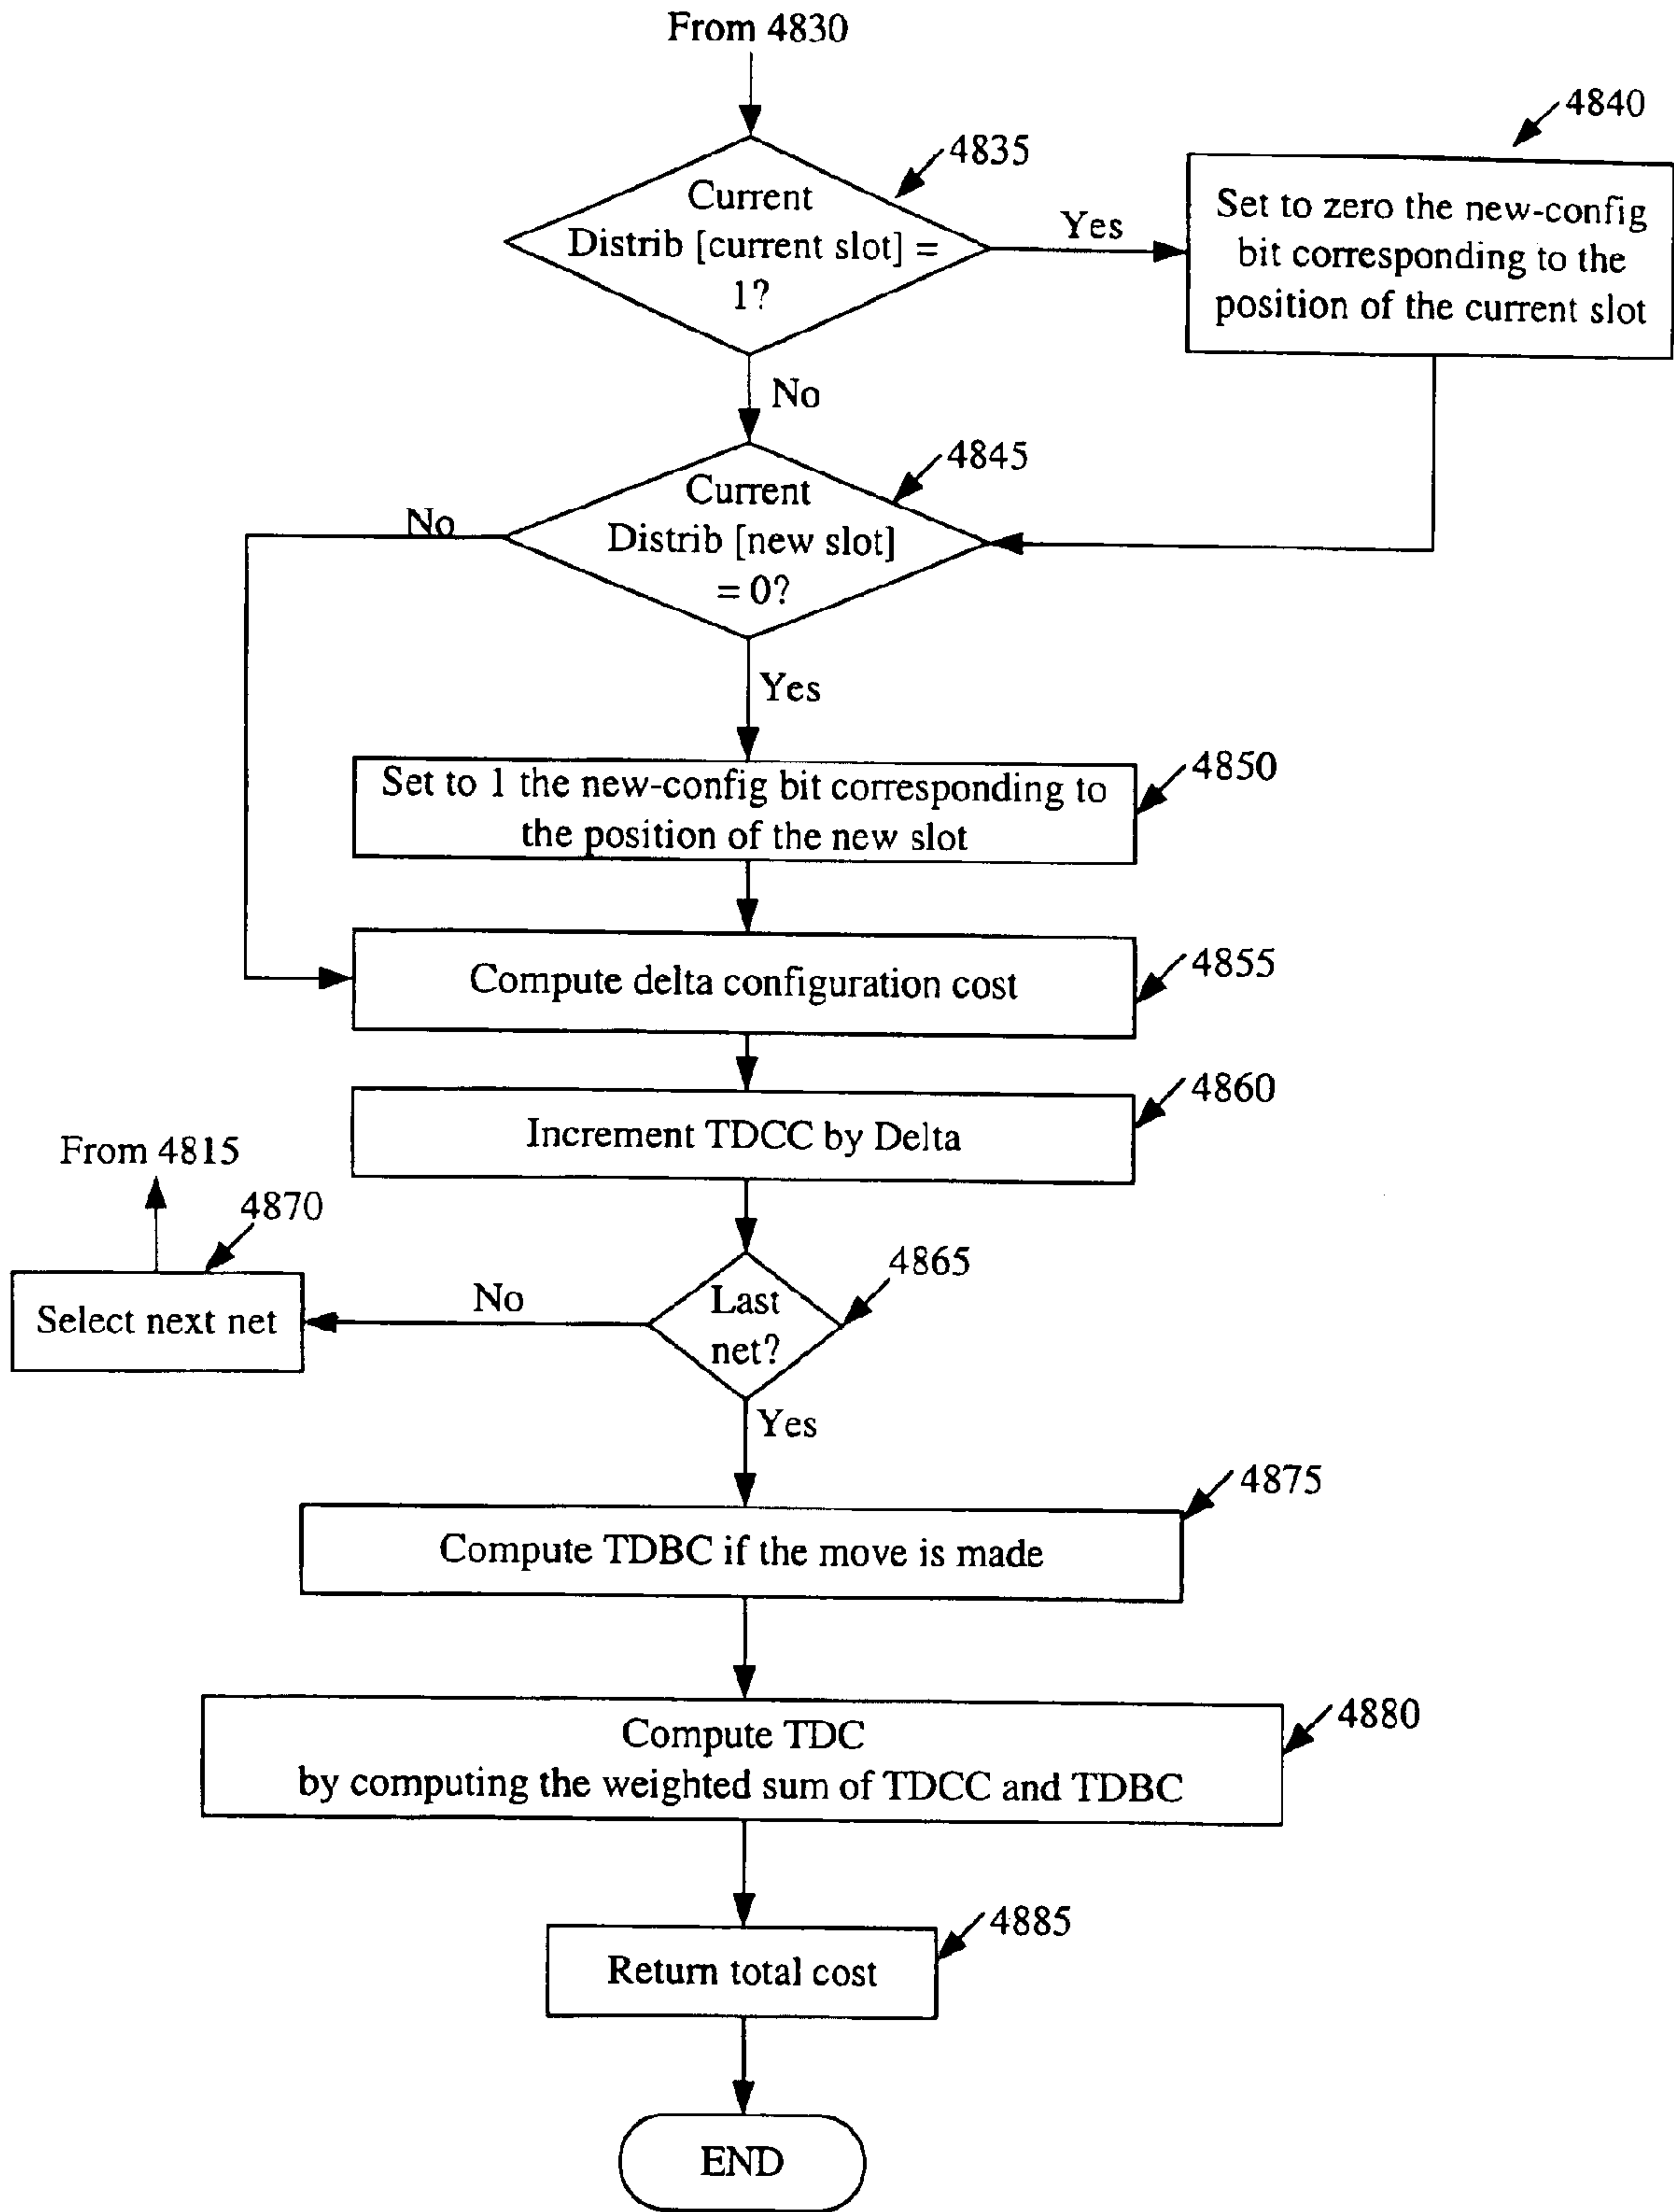 From 4830
4835
Current
Distrib [current slot] =
1?
Yes
4840
Set to zero the new-config
bit corresponding to the
position of the current slot
No
4845
Current
Distrib [new slot]
= 0?
No
Yes
4850
Set to 1 the new-config bit corresponding to
the position of the new slot
4855
Compute delta configuration cost
4860
Increment TDCC by Delta
From 4815
4870
Select next net
No
4865
Last
net?
Yes
4875
Compute TDBC if the move is made
4880
Compute TDC
by computing the weighted sum of TDCC and TDBC
4885
Return total cost
END